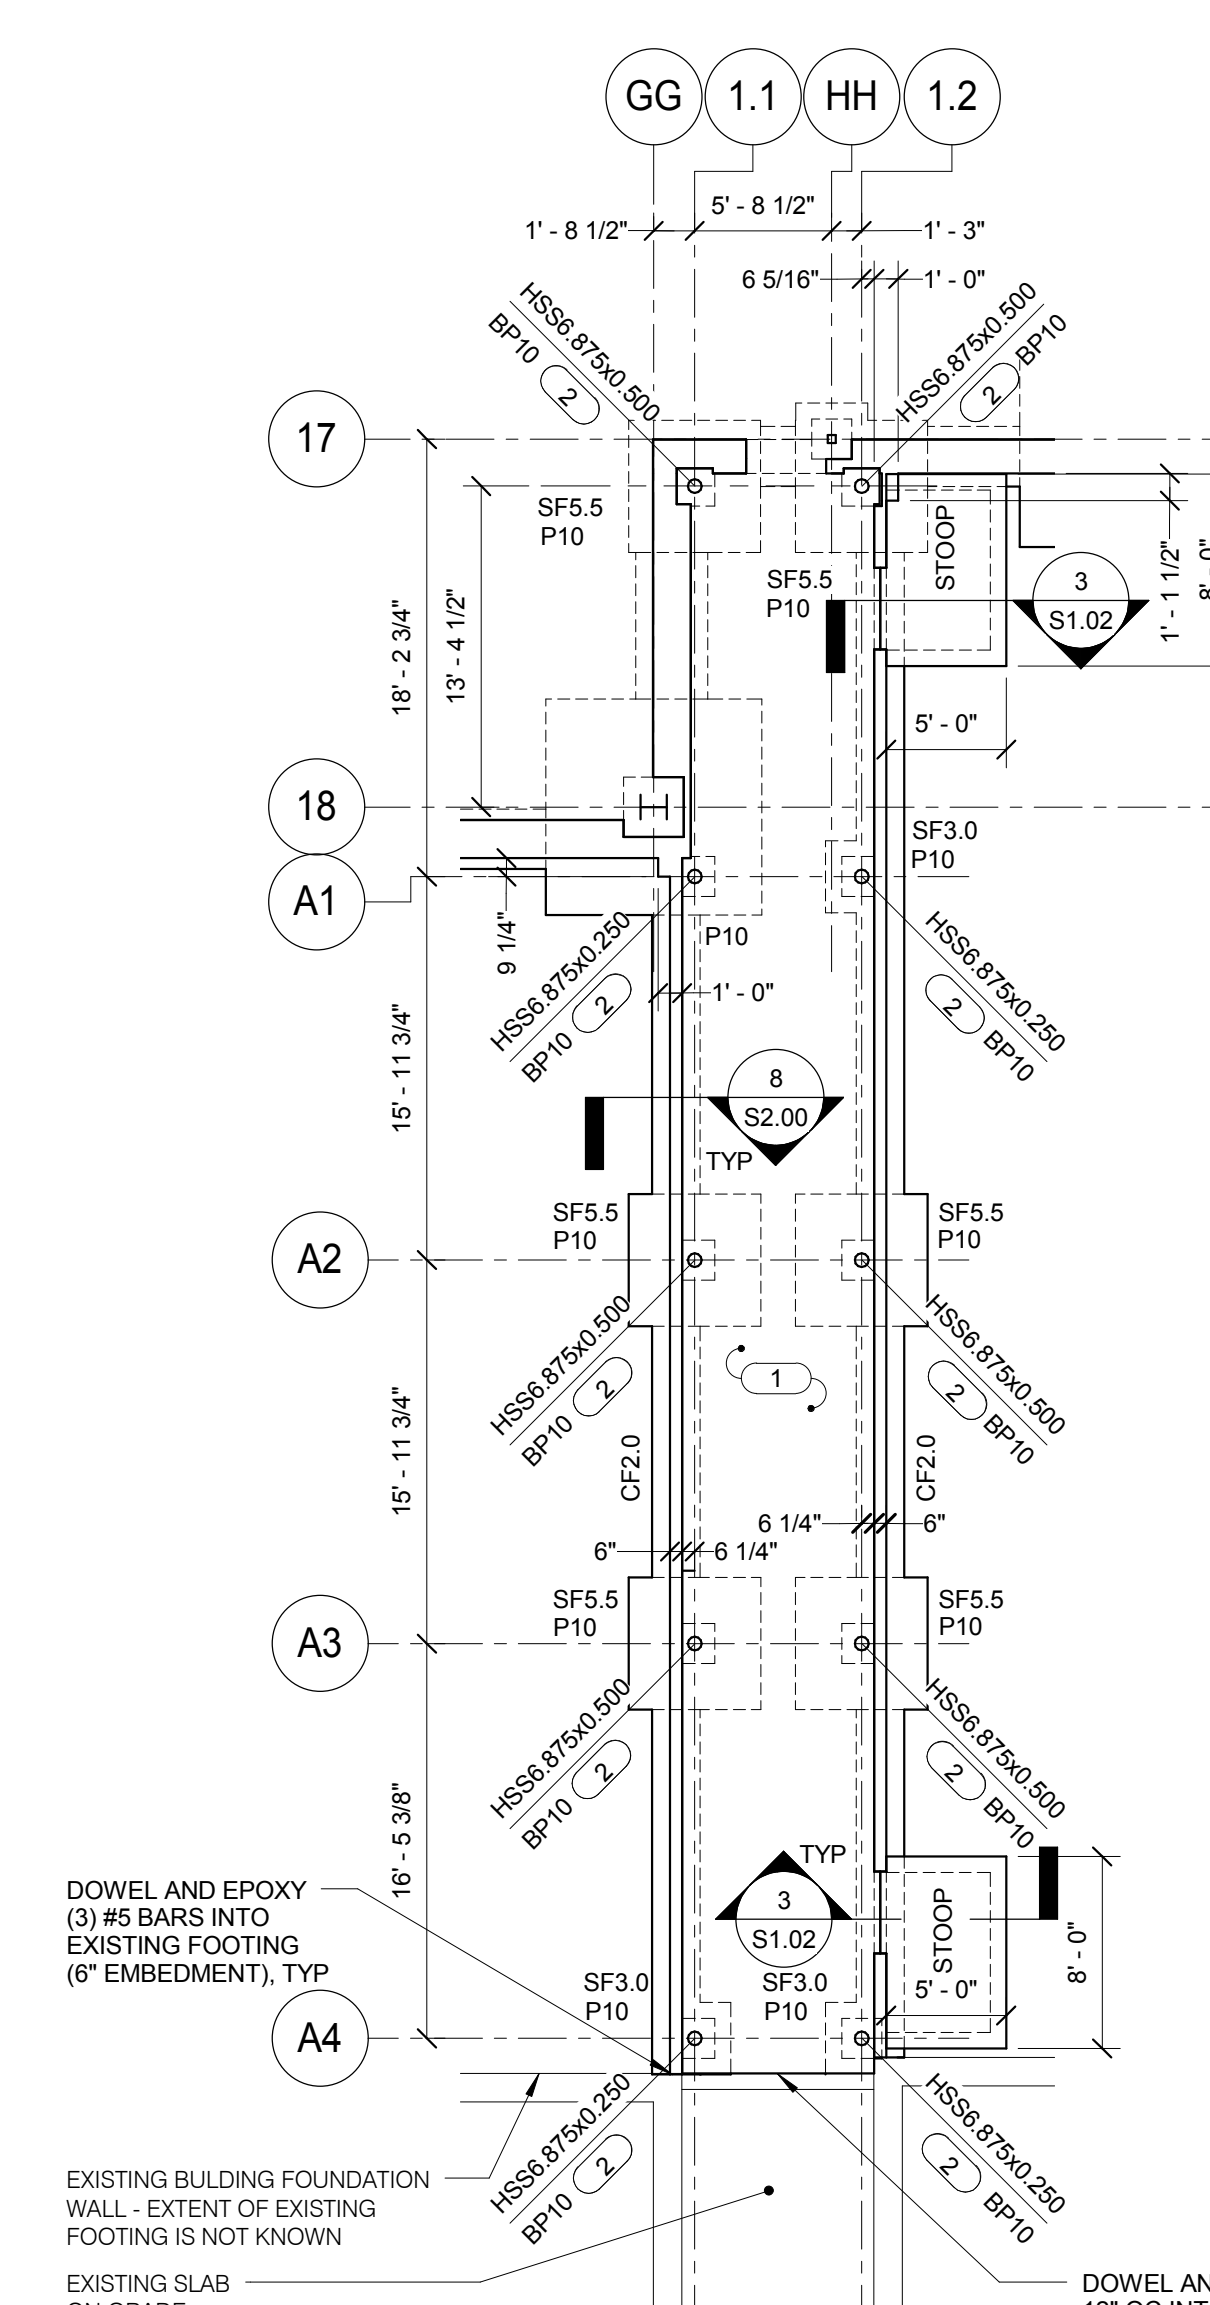 GG
1.1
HH
1.2
5' - 8 1/2"
1' - 8 1/2"
1' - 3"
6 5/16"
1' - 0"
HSS6.875x0.500
BP10
2
HSS6.875x0.500
BP10
2
17
SF5.5
P10
SF5.5
P10
STOOP
3
S1.02
1' - 1 1/2"
8' - 0"
18' - 2 3/4"
13' - 4 1/2"
5' - 0"
18
SF3.0
P10
A1
9 1/4"
P10
HSS6.875x0.250
BP10
2
1' - 0"
HSS6.875x0.250
BP10
2
15' - 11 3/4"
8
S2.00
TYP
SF5.5
P10
SF5.5
P10
A2
HSS6.875x0.500
BP10
2
HSS6.875x0.500
BP10
2
1
15' - 11 3/4"
CF2.0
CF2.0
6 1/4"
6"
6"
6 1/4"
SF5.5
P10
SF5.5
P10
A3
HSS6.875x0.500
BP10
2
HSS6.875x0.500
BP10
2
16' - 5 3/8"
TYP
3
S1.02
STOOP
8' - 0"
5' - 0"
DOWEL AND EPOXY
(3) #5 BARS INTO
EXISTING FOOTING
(6" EMBEDMENT), TYP
SF3.0
P10
SF3.0
P10
A4
HSS6.875x0.250
BP10
2
HSS6.875x0.250
BP10
2
EXISTING BULDING FOUNDATION
WALL - EXTENT OF EXISTING
FOOTING IS NOT KNOWN
EXISTING SLAB
ON GRADE
DOWEL AN
12" OC INT